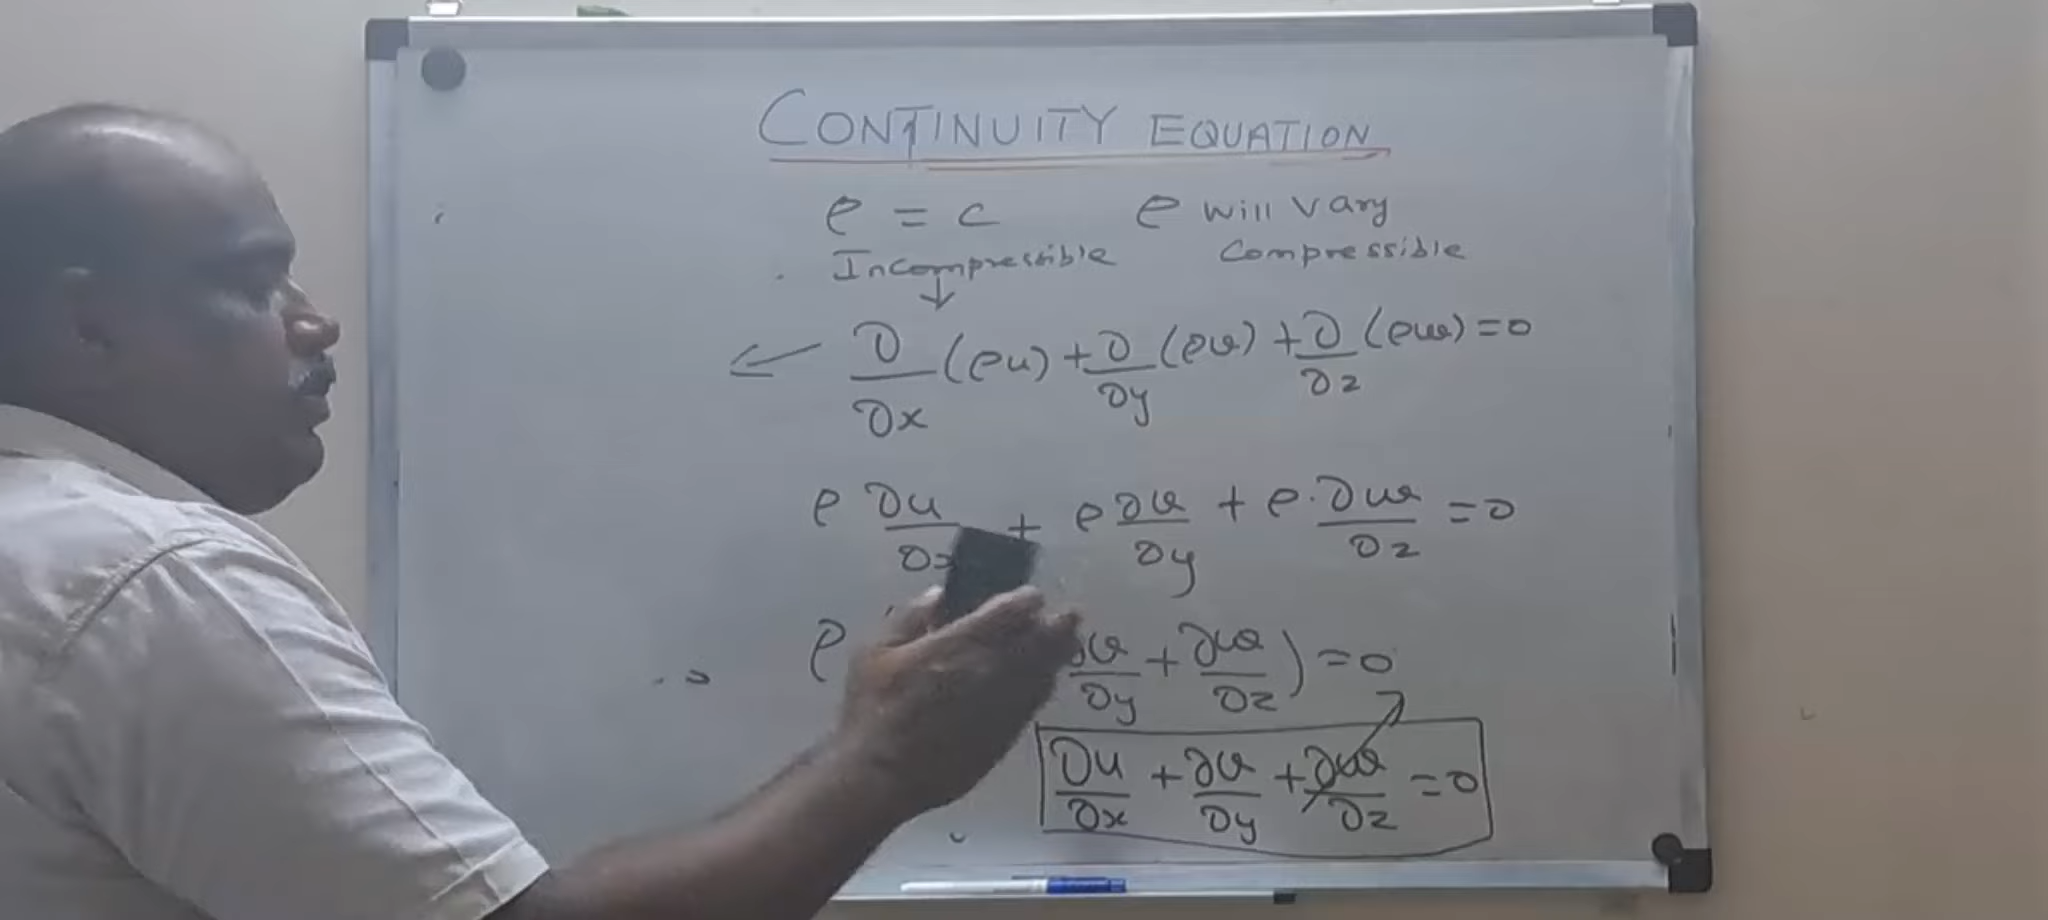 CONTINUITY EQUATION
ρ = c ρ will vary
Incompressible Compressible
↓
← ∂/∂x (ρu) + ∂/∂y (ρv) + ∂/∂z (ρw) = 0
ρ ∂u/∂x + ρ ∂v/∂y + ρ · ∂w/∂z = 0
ρ ∂v/∂y + ∂w/∂z ) = 0
∂u/∂x + ∂v/∂y + ∂w/∂z = 0